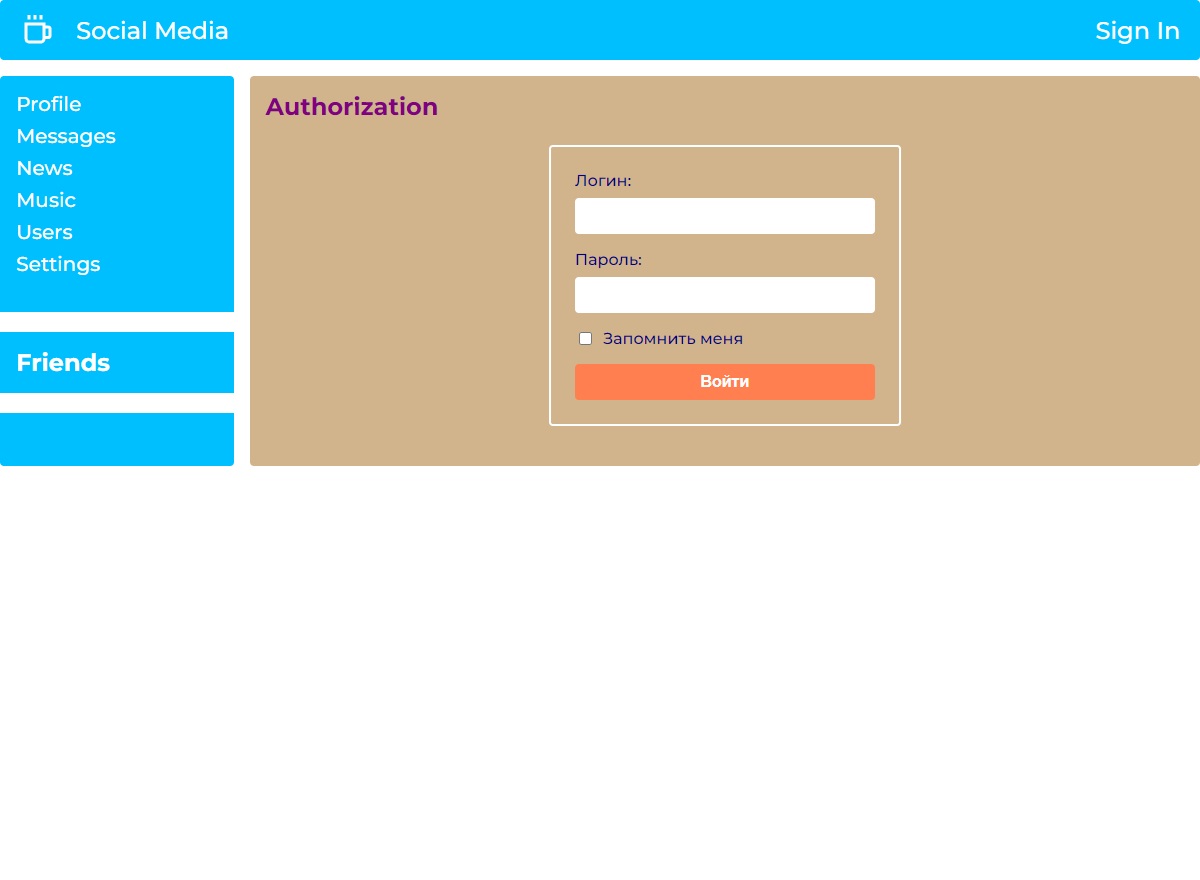 Social Media
Sign In
Profile
Messages
News
Music
Users
Settings
Friends
Authorization
Логин:
Пароль:
Запомнить меня
Войти